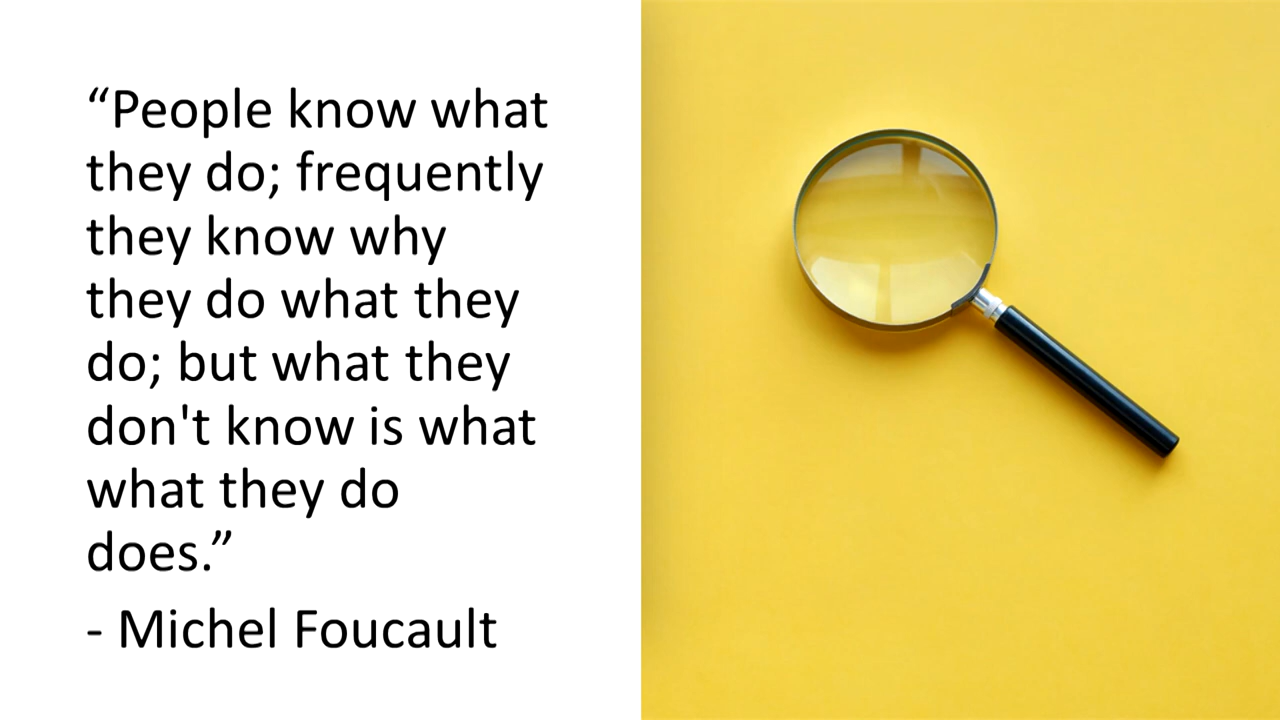 “People know what
they do; frequently
they know why
they do what they
do; but what they
don't know is what
what they do
does.”
- Michel Foucault